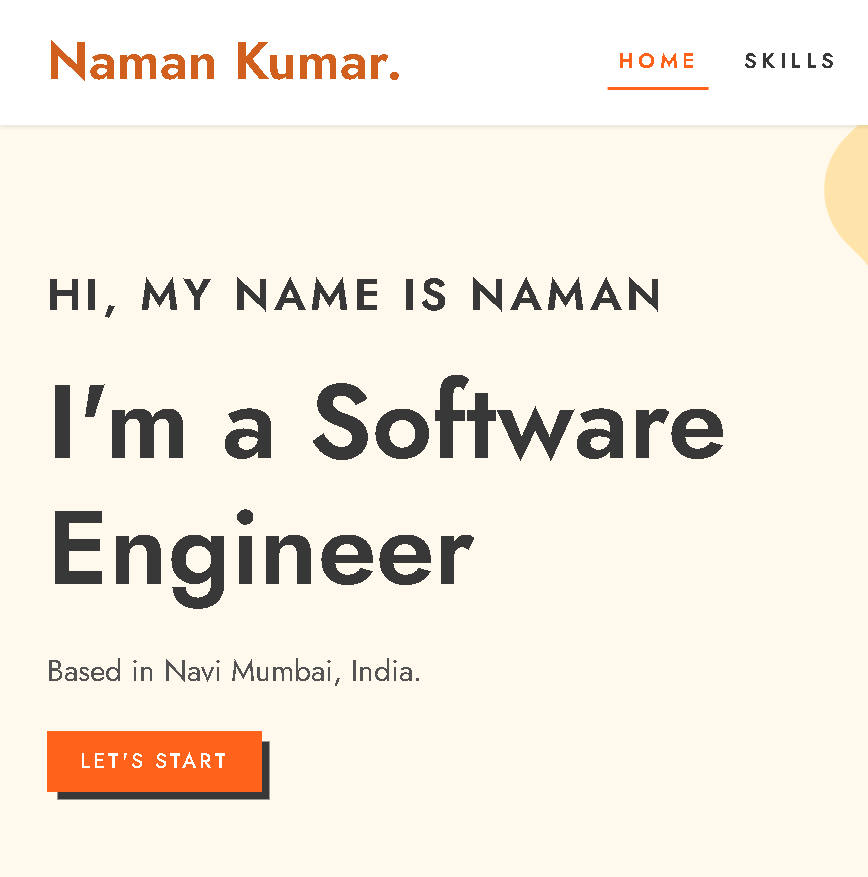 Naman Kumar.
HOME SKILLS
HI, MY NAME IS NAMAN
I'm a Software
Engineer
Based in Navi Mumbai, India.
LET'S START